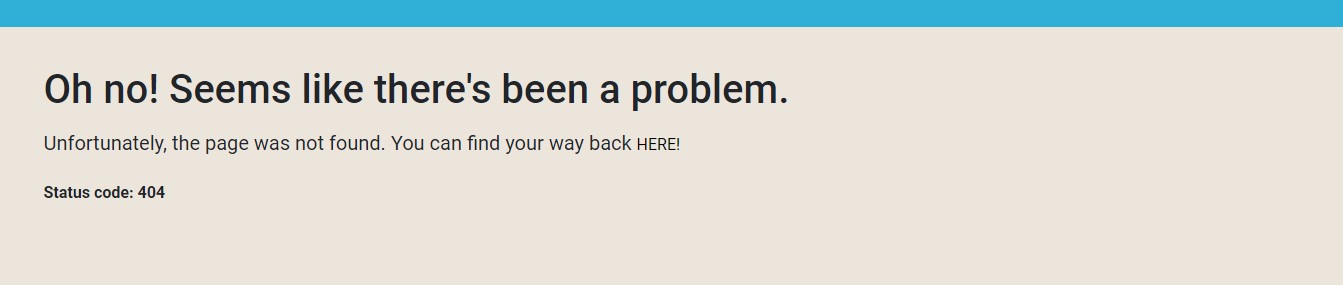 Oh no! Seems like there's been a problem.
Unfortunately, the page was not found. You can find your way back HERE!
Status code: 404